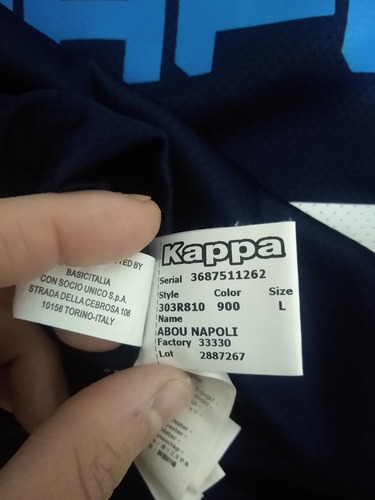 BY
BASICITALIA
CON SOCIO UNICO S.p.A.
STRADA DELLA CEBROSA 106
10156 TORINO-ITALY
Kappa
Serial 3687511262
Style Color Size
303R810 900 L
Name
ABOU NAPOLI
Factory 33330
Lot 2887267